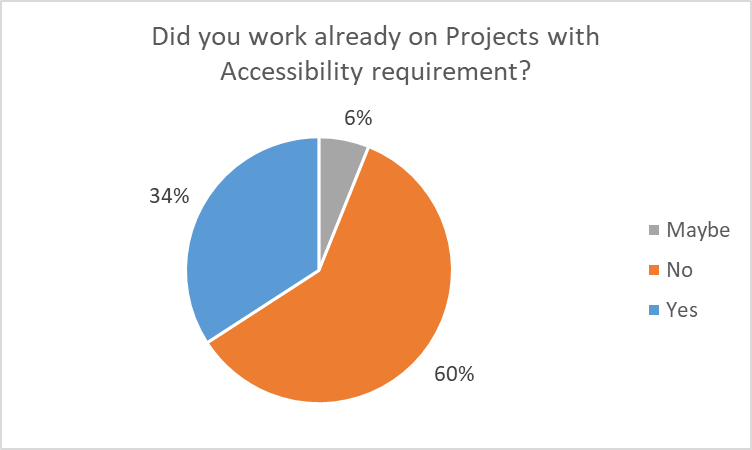 Did you work already on Projects with
Accessibility requirement?
6%
34%
Maybe
No
Yes
60%